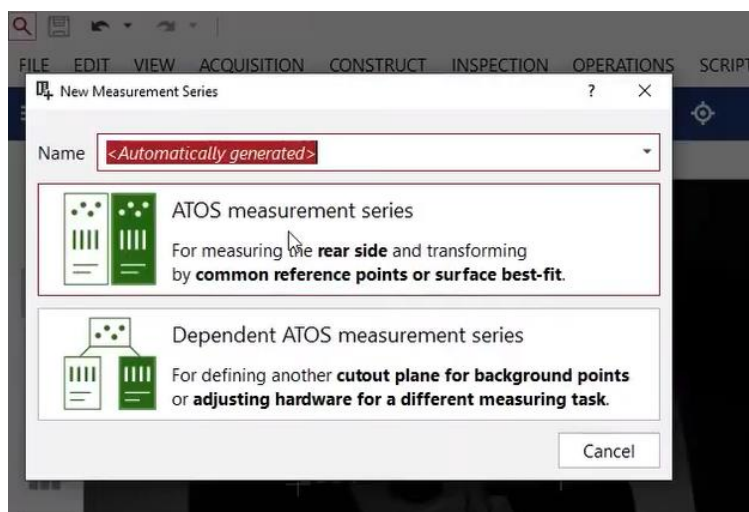 FILE EDIT VIEW ACQUISITION CONSTRUCT INSPECTION OPERATIONS SCRIPT
New Measurement Series
Name <Automatically generated>
ATOS measurement series
For measuring the rear side and transforming
by common reference points or surface best-fit.
Dependent ATOS measurement series
For defining another cutout plane for background points
or adjusting hardware for a different measuring task.
Cancel